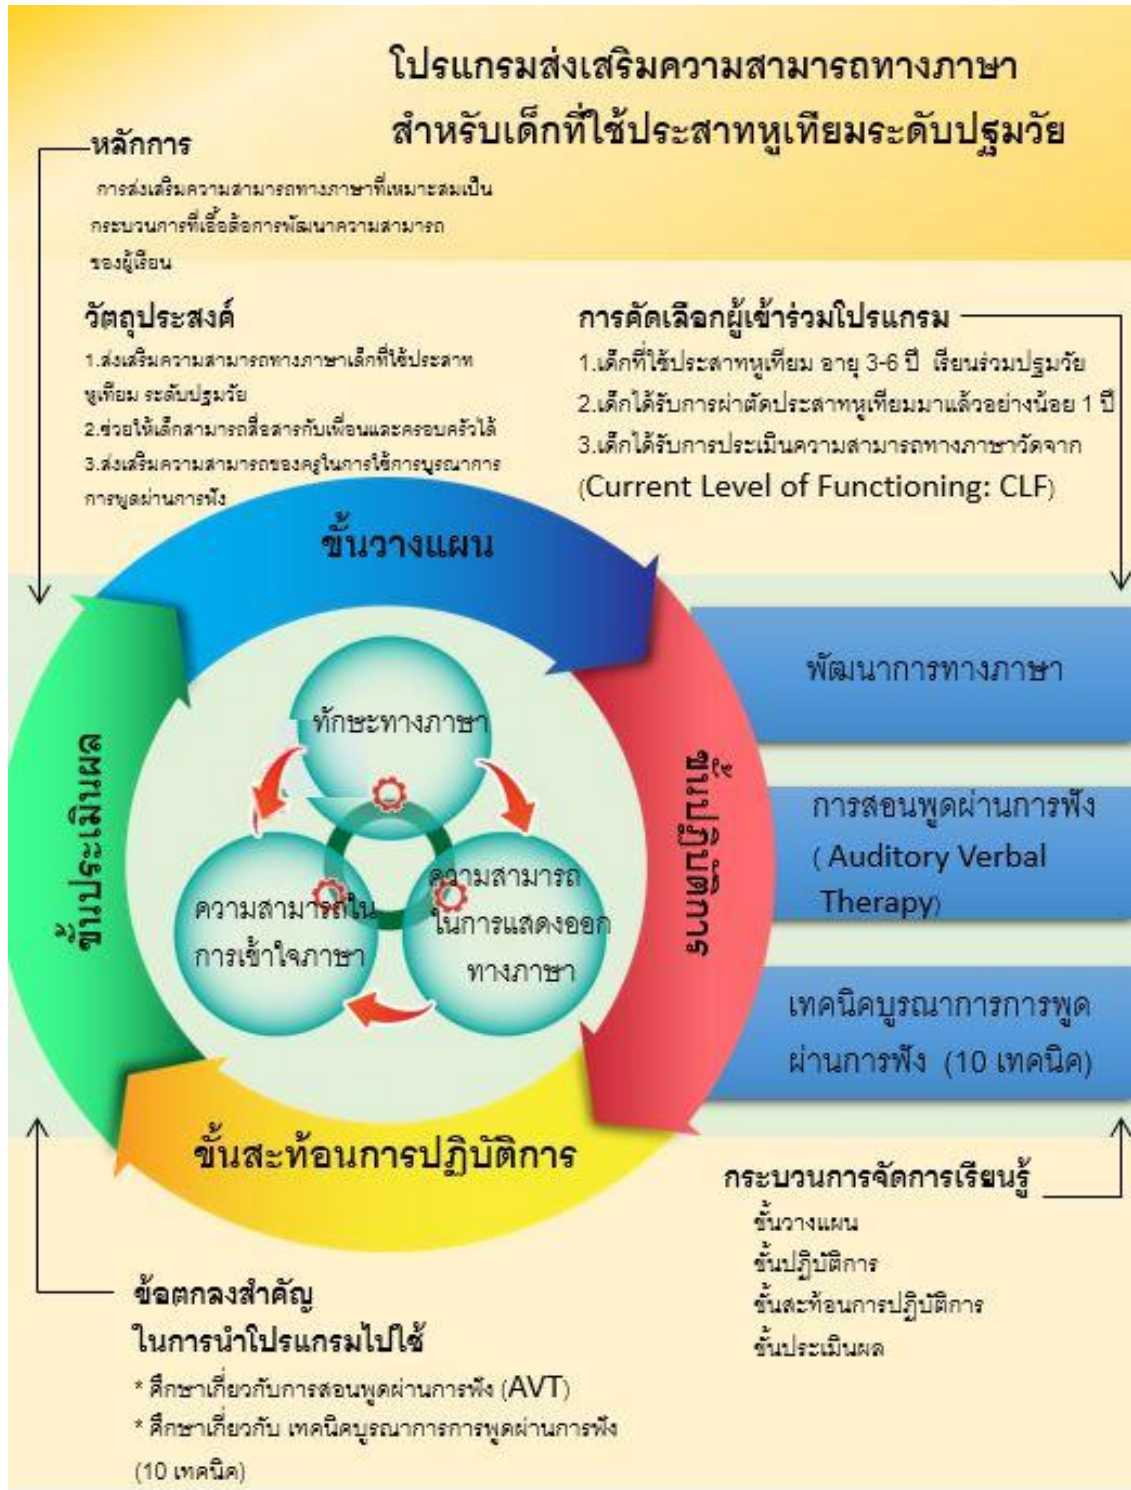 โปรแกรมส่งเสริมความสามารถทางภาษา
สำหรับเด็กที่ใช้ประสาทหูเทียมระดับปฐมวัย
หลักการ
การส่งเสริมความสามารถทางภาษาที่เหมาะสมเป็น
กระบวนการที่เอื้อต่อการพัฒนาความสามารถ
ของผู้เรียน
วัตถุประสงค์
1.ส่งเสริมความสามารถทางภาษาเด็กที่ใช้ประสาท
หูเทียม ระดับปฐมวัย
2.ช่วยให้เด็กสามารถสื่อสารกับเพื่อนและครอบครัวได้
3.ส่งเสริมความสามารถของครูในการใช้การบูรณาการ
การพูดผ่านการฟัง
การคัดเลือกผู้เข้าร่วมโปรแกรม
1.เด็กที่ใช้ประสาทหูเทียม อายุ 3-6 ปี เรียนร่วมปฐมวัย
2.เด็กได้รับการผ่าตัดประสาทหูเทียมมาแล้วอย่างน้อย 1 ปี
3.เด็กได้รับการประเมินความสามารถทางภาษาวัดจาก
(Current Level of Functioning: CLF)
ขั้นวางแผน
ขั้นปฏิบัติการ
ขั้นสะท้อนการปฏิบัติการ
ขั้นประเมินผล
ทักษะทางภาษา
ความสามารถใน
การเข้าใจภาษา
ความสามารถ
ในการแสดงออก
ทางภาษา
พัฒนาการทางภาษา
การสอนพูดผ่านการฟัง
( Auditory Verbal
Therapy)
เทคนิคบูรณาการการพูด
ผ่านการฟัง (10 เทคนิค)
กระบวนการจัดการเรียนรู้
ขั้นวางแผน
ขั้นปฏิบัติการ
ขั้นสะท้อนการปฏิบัติการ
ขั้นประเมินผล
ข้อตกลงสำคัญ
ในการนำโปรแกรมไปใช้
* ศึกษาเกี่ยวกับการสอนพูดผ่านการฟัง (AVT)
* ศึกษาเกี่ยวกับ เทคนิคบูรณาการการพูดผ่านการฟัง
(10 เทคนิค)